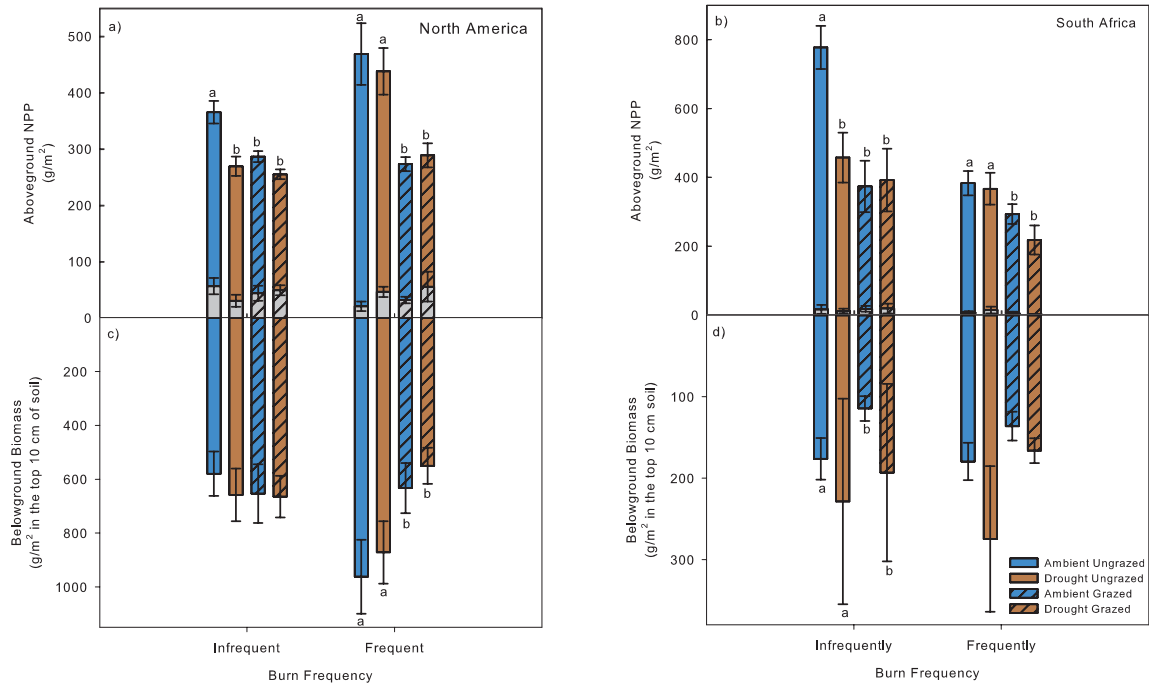 a)
North America
500
400
300
200
100
0
Aboveground NPP
(g/m²)
a
b
b
b
a
a
b
b
c)
200
400
600
800
1000
Belowground Biomass
(g/m² in the top 10 cm of soil)
a
a
b
b
Infrequent
Frequent
Burn Frequency
b)
South Africa
800
600
400
200
0
Aboveground NPP
(g/m²)
a
b
b
b
a
a
b
b
d)
100
200
300
Belowground Biomass
(g/m² in the top 10 cm soil)
a
a
b
b
Ambient Ungrazed
Drought Ungrazed
Ambient Grazed
Drought Grazed
Infrequently
Frequently
Burn Frequency